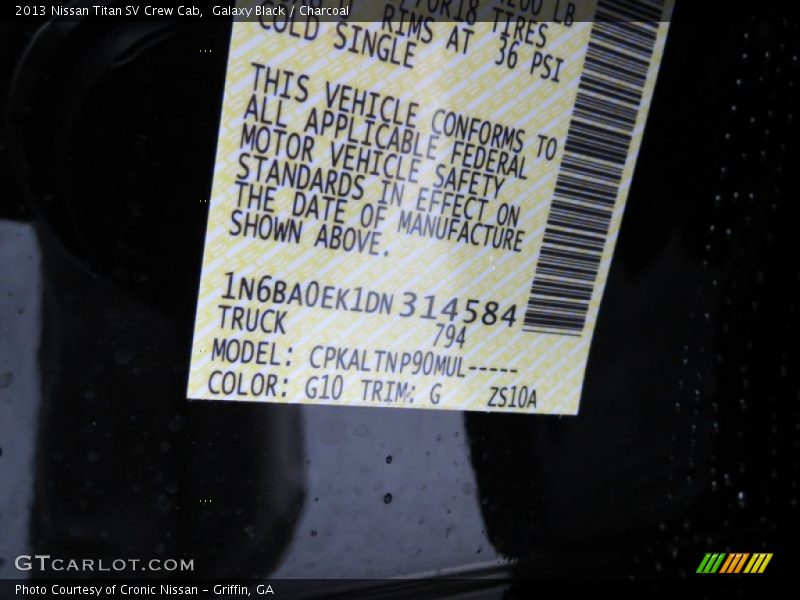 2013 Nissan Titan SV Crew Cab, Galaxy Black / Charcoal
TIRES
COLD SINGLE RIMS AT 36 PSI
THIS VEHICLE CONFORMS TO
ALL APPLICABLE FEDERAL
MOTOR VEHICLE SAFETY
STANDARDS IN EFFECT ON
THE DATE OF MANUFACTURE
SHOWN ABOVE.
1N6BA0EK1DN314584
TRUCK 794
MODEL: CPKALTNP90MUL-----
COLOR: G10 TRIM: G ZS10A
GTCARLOT.COM
Photo Courtesy of Cronic Nissan – Griffin, GA